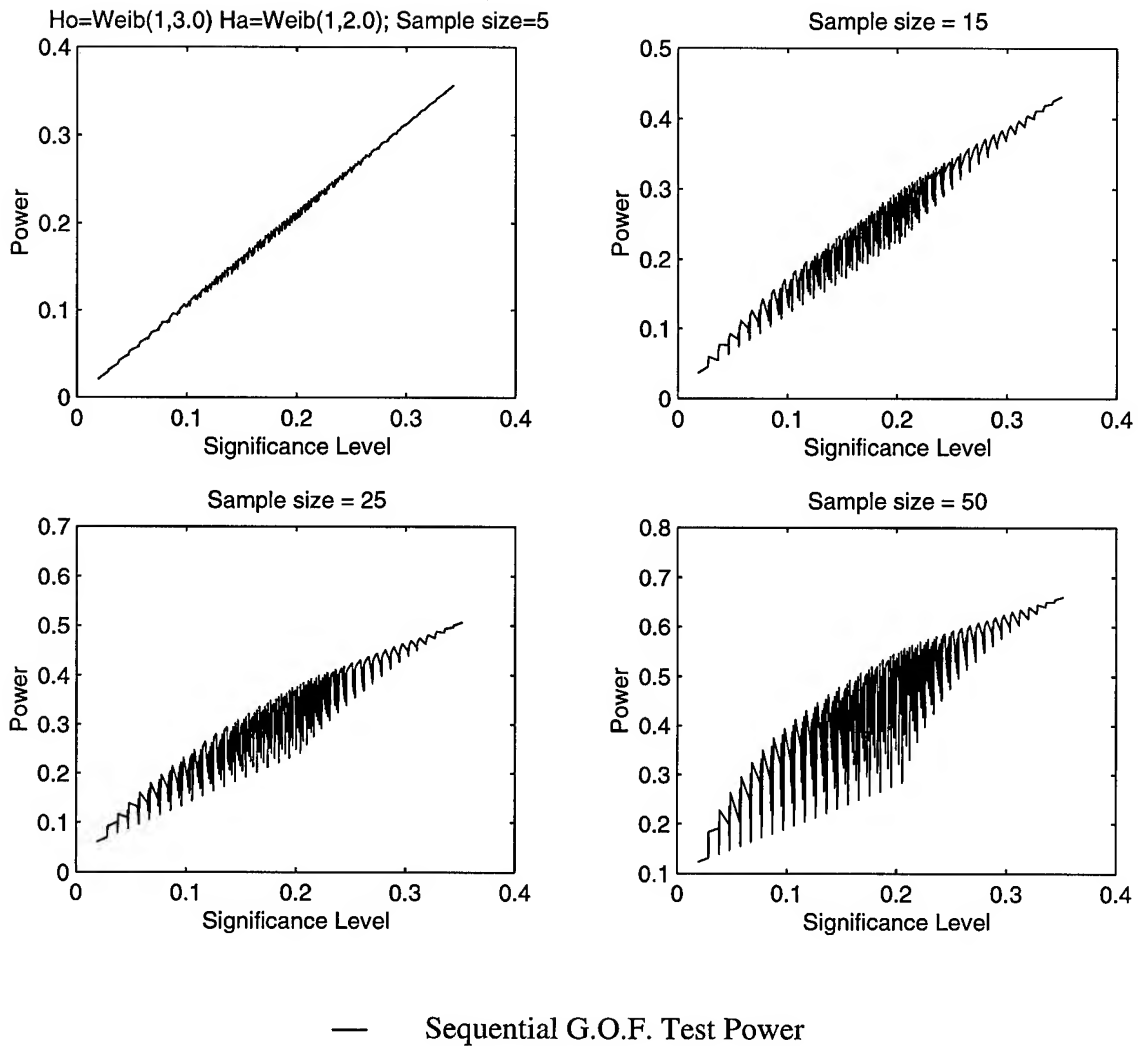 Ho=Weib(1,3.0) Ha=Weib(1,2.0); Sample size=5
0.4
0.3
0.2
0.1
0
Power
0 0.1 0.2 0.3 0.4
Significance Level
Sample size = 15
0.5
0.4
0.3
0.2
0.1
0
Power
0 0.1 0.2 0.3 0.4
Significance Level
Sample size = 25
0.7
0.6
0.5
0.4
0.3
0.2
0.1
0
Power
0 0.1 0.2 0.3 0.4
Significance Level
Sample size = 50
0.8
0.7
0.6
0.5
0.4
0.3
0.2
0.1
Power
0 0.1 0.2 0.3 0.4
Significance Level
Sequential G.O.F. Test Power